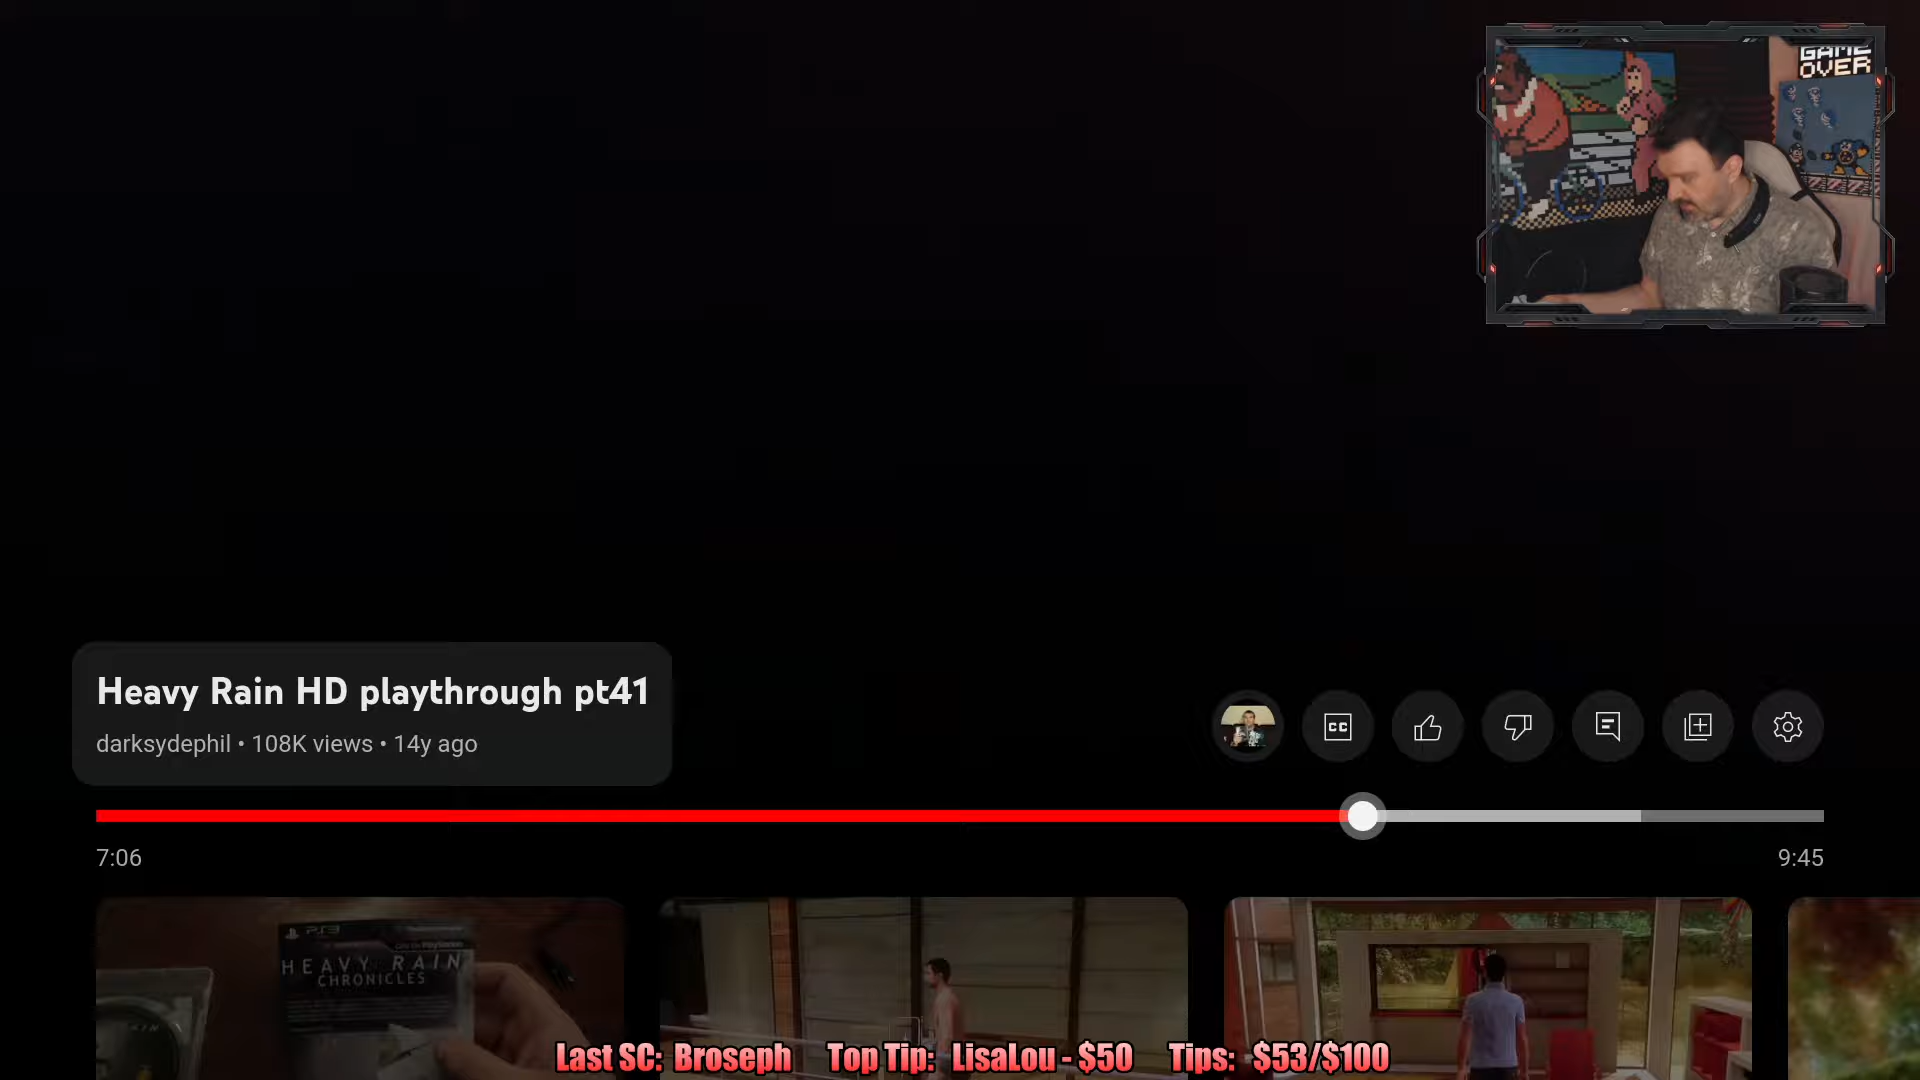 GAME
OVER
Heavy Rain HD playthrough pt41
darksydephil • 108K views • 14y ago
CC
7:06
9:45
PS3
HEAVY RAIN
CHRONICLES
Last SC: Broseph Top Tip: LisaLou - $50 Tips: $53/$100